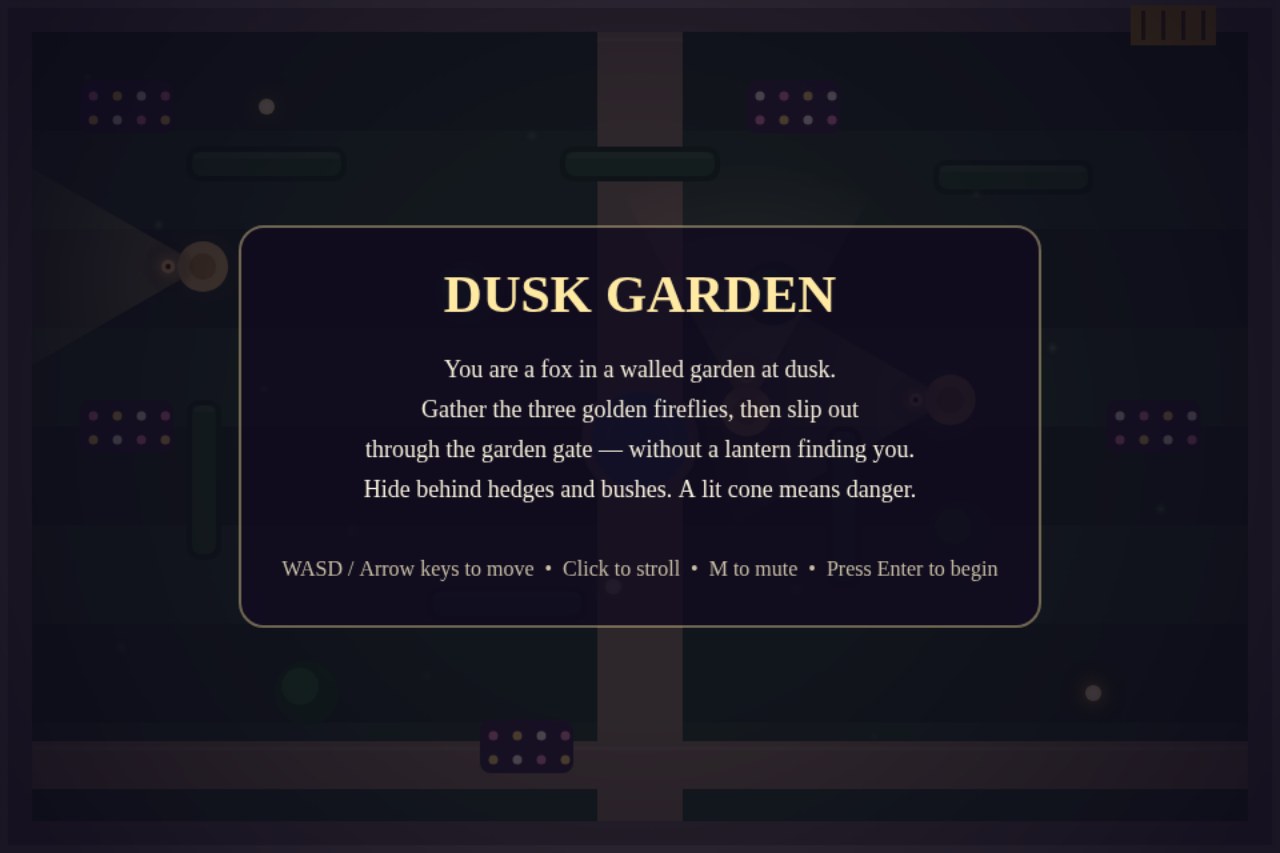 DUSK GARDEN
You are a fox in a walled garden at dusk.
Gather the three golden fireflies, then slip out
through the garden gate — without a lantern finding you.
Hide behind hedges and bushes. A lit cone means danger.
WASD / Arrow keys to move • Click to stroll • M to mute • Press Enter to begin